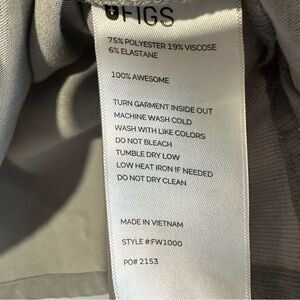 FIGS
75% POLYESTER 19% VISCOSE
6% ELASTANE
100% AWESOME
TURN GARMENT INSIDE OUT
MACHINE WASH COLD
WASH WITH LIKE COLORS
DO NOT BLEACH
TUMBLE DRY LOW
LOW HEAT IRON IF NEEDED
DO NOT DRY CLEAN
MADE IN VIETNAM
STYLE #:FW1000
PO# 2153